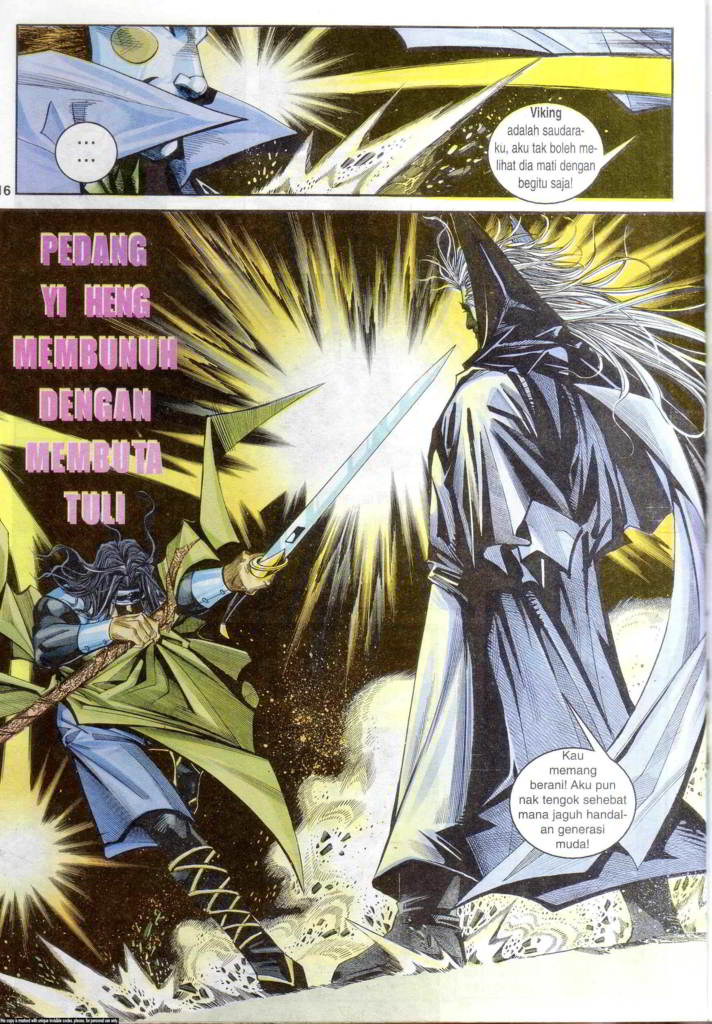 ... 
...
Viking
adalah saudara-
ku, aku tak boleh me-
lihat dia mati dengan
begitu saja!
16
PEDANG
YI HENG
MEMBUNUH
DENGAN
MEMBUTA
TULI
Kau
memang
berani! Aku pun
nak tengok sehebat
mana jaguh handal-
an generasi
muda!